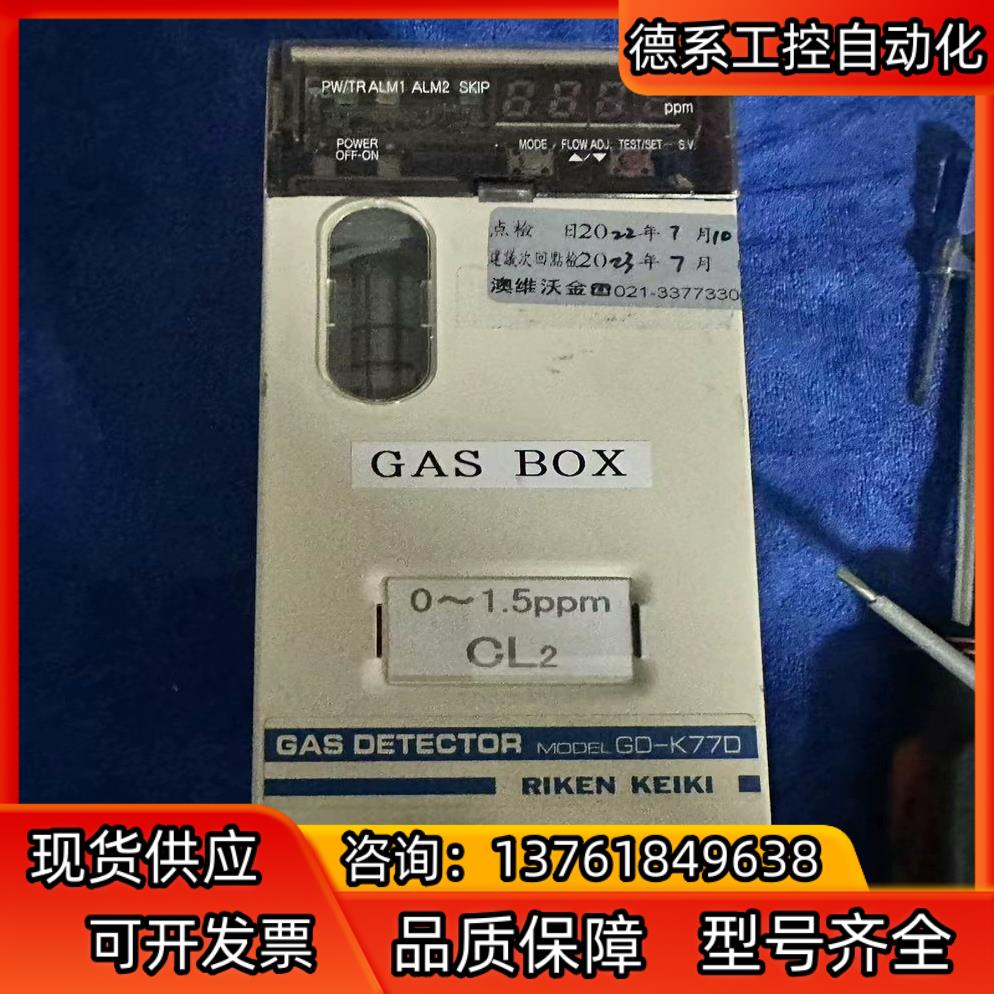 德系工控自动化
PW/TR ALM1 ALM2 SKIP
ppm
POWER
OFF-ON
MODE FLOW ADJ. TEST/SET S.V.
▲/▼
点检 日2022年7月10
建議次回點檢2023年7月
澳维沃金☎021-3377330
GAS BOX
0～1.5ppm
CL2
GAS DETECTOR MODEL GD-K77D
RIKEN KEIKI
现货供应
咨询：13761849638
可开发票 品质保障 型号齐全